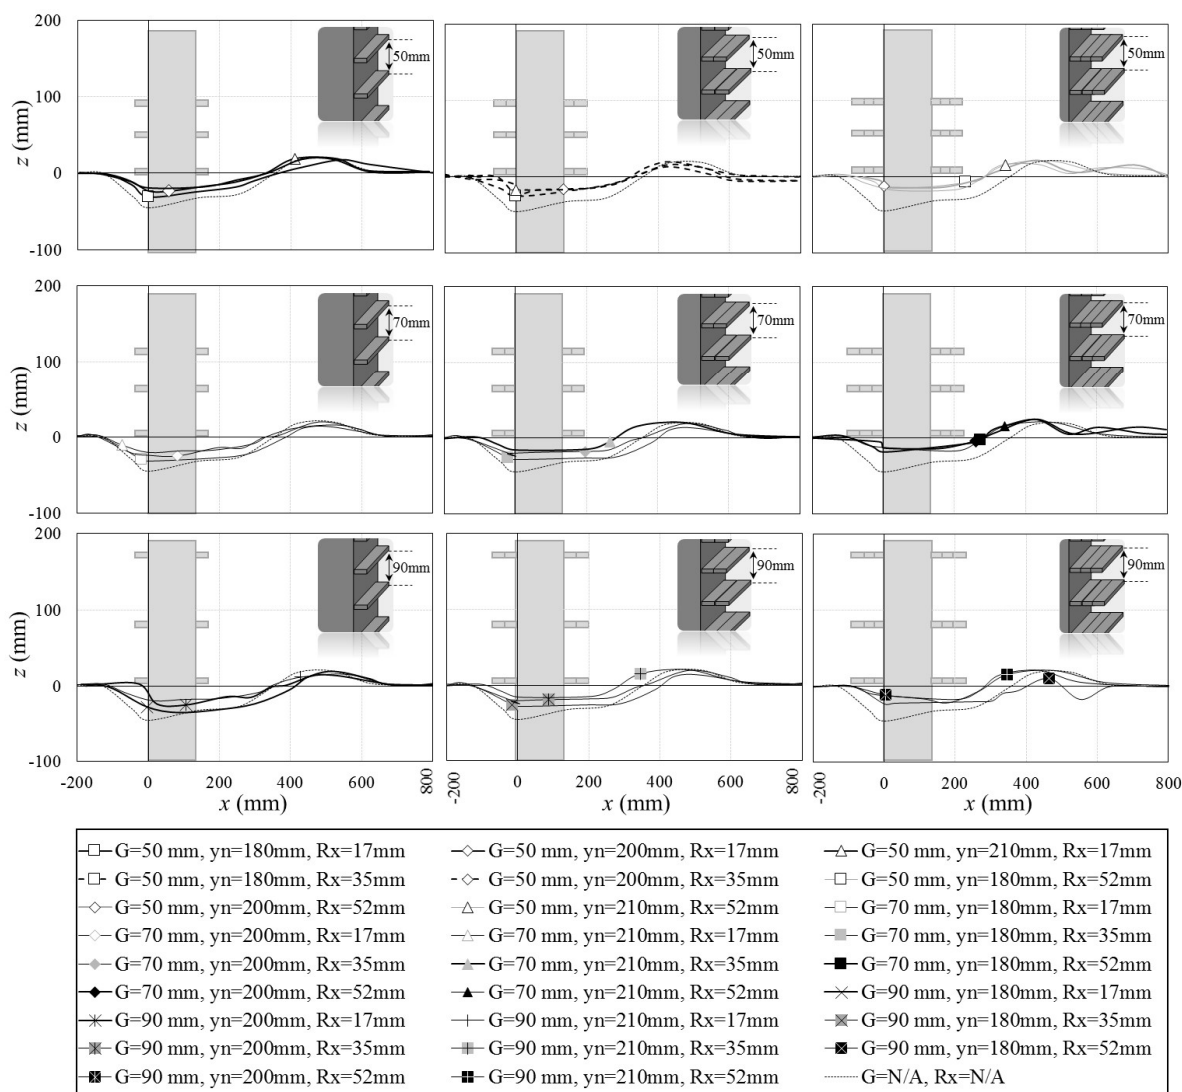 200
100
0
-100
z (mm)
50mm
50mm
50mm
200
100
0
-100
z (mm)
70mm
70mm
70mm
200
100
0
-100
z (mm)
90mm
90mm
90mm
-200 0 200 400 600 800
-200 0 200 400 600 800
-200 0 200 400 600 800
x (mm) x (mm) x (mm)
G=50 mm, yn=180mm, Rx=17mm G=50 mm, yn=200mm, Rx=17mm G=50 mm, yn=210mm, Rx=17mm
G=50 mm, yn=180mm, Rx=35mm G=50 mm, yn=200mm, Rx=35mm G=50 mm, yn=180mm, Rx=52mm
G=50 mm, yn=200mm, Rx=52mm G=50 mm, yn=210mm, Rx=52mm G=70 mm, yn=180mm, Rx=17mm
G=70 mm, yn=200mm, Rx=17mm G=70 mm, yn=210mm, Rx=17mm G=70 mm, yn=180mm, Rx=35mm
G=70 mm, yn=200mm, Rx=35mm G=70 mm, yn=210mm, Rx=35mm G=70 mm, yn=180mm, Rx=52mm
G=70 mm, yn=200mm, Rx=52mm G=70 mm, yn=210mm, Rx=52mm G=90 mm, yn=180mm, Rx=17mm
G=90 mm, yn=200mm, Rx=17mm G=90 mm, yn=210mm, Rx=17mm G=90 mm, yn=180mm, Rx=35mm
G=90 mm, yn=200mm, Rx=35mm G=90 mm, yn=210mm, Rx=35mm G=90 mm, yn=180mm, Rx=52mm
G=90 mm, yn=200mm, Rx=52mm G=90 mm, yn=210mm, Rx=52mm G=N/A, Rx=N/A